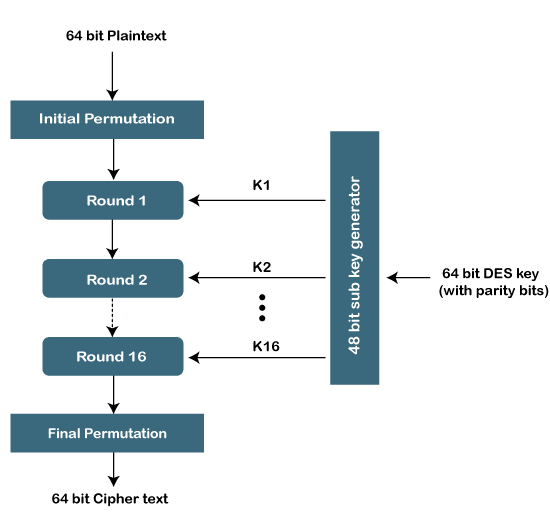 64 bit Plaintext
Initial Permutation
Round 1
K1
Round 2
K2
Round 16
K16
48 bit sub key generator
64 bit DES key
(with parity bits)
Final Permutation
64 bit Cipher text